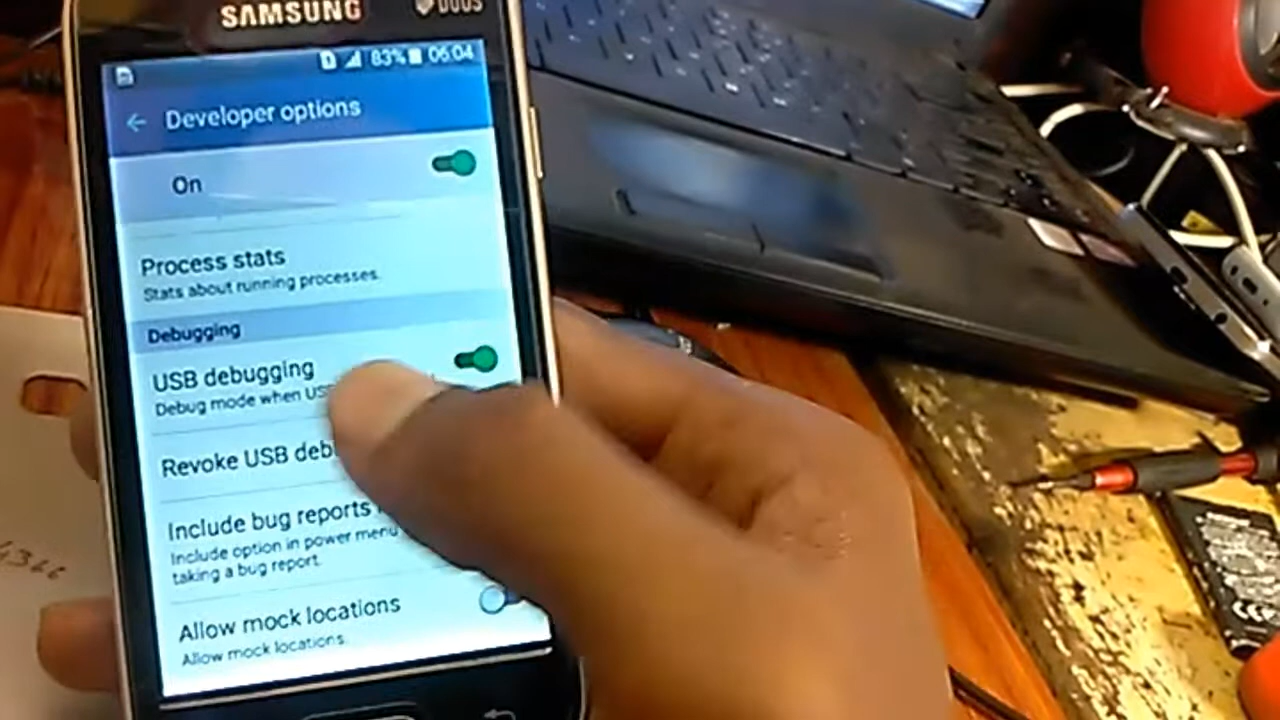 SAMSUNG
DUOS
83% 06:04
Developer options
On
Process stats
Stats about running processes.
Debugging
USB debugging
Debug mode when
Revoke USB
Include bug reports
Include option in power menu
taking a bug report.
Allow mock locations
Allow mock locations.